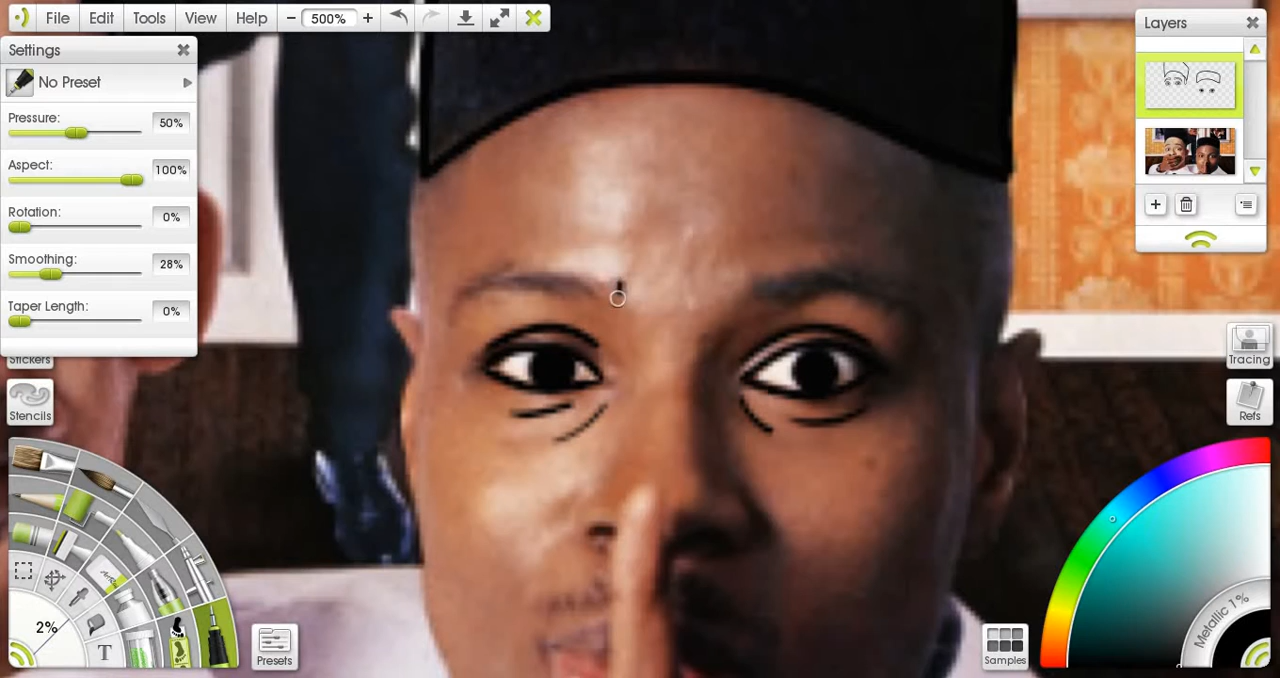 File Edit Tools View Help − 500% +
Settings
No Preset
Pressure: 50%
Aspect: 100%
Rotation: 0%
Smoothing: 28%
Taper Length: 0%
Stickers
Stencils
2%
T
Presets
Layers
Tracing
Refs
Metallic 1%
Samples